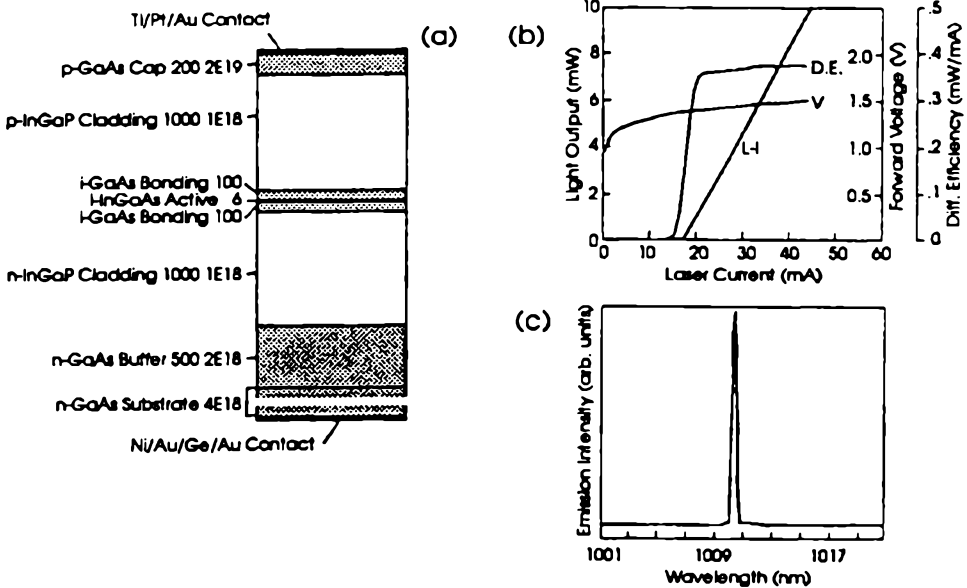 Ti/Pt/Au Contact
(a)
p-GaAs Cap 200 2E19
p-InGaP Cladding 1000 1E18
i-GaAs Bonding 100
i-InGaAs Active 6
i-GaAs Bonding 100
n-InGaP Cladding 1000 1E18
n-GaAs Buffer 500 2E18
n-GaAs Substrate 4E18
Ni/Au/Ge/Au Contact
(b)
Light Output (mW)
10
8
6
4
2
0
D.E.
V
L-I
2.0
1.5
1.0
0.5
Forward Voltage (V)
.5
.4
.3
.2
.1
0
Diff. Efficiency (mW/mA)
0 10 20 30 40 50 60
Laser Current (mA)
(c)
Emission Intensity (arb. units)
1001 1009 1017
Wavelength (nm)